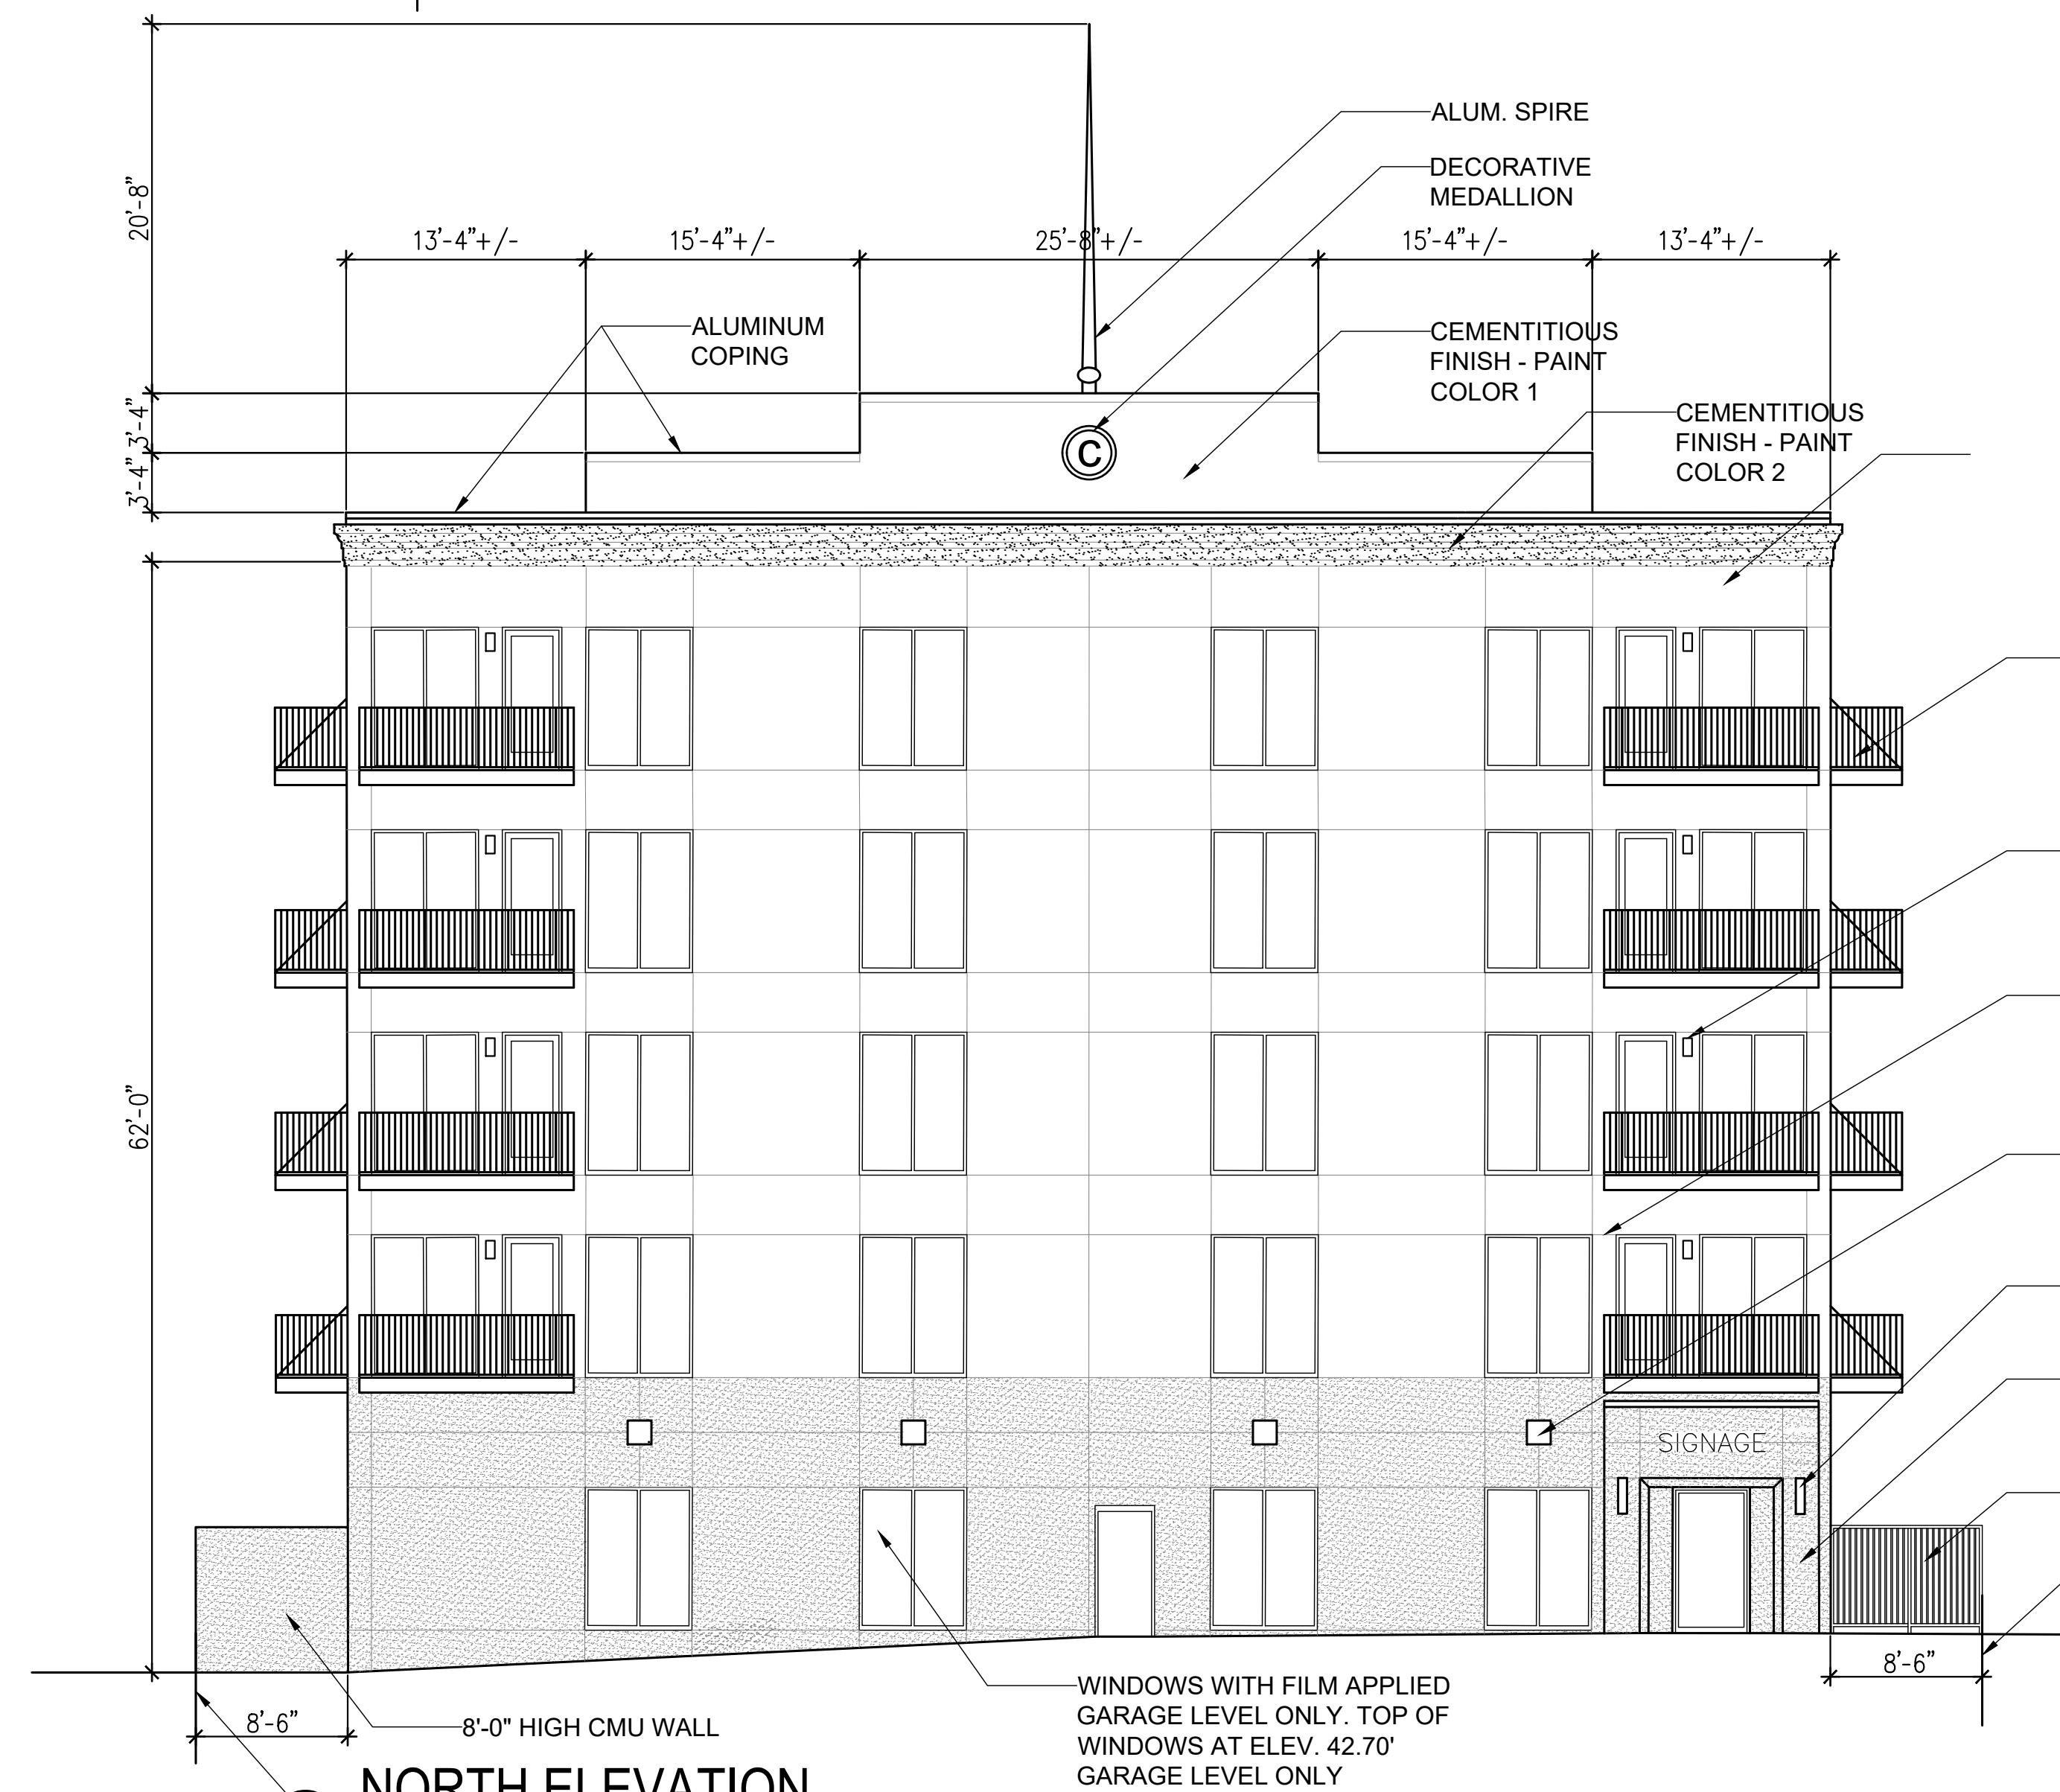 ALUM. SPIRE
DECORATIVE
MEDALLION
20'-8"
13'-4"+/-
15'-4"+/-
25'-8"+/-
15'-4"+/-
13'-4"+/-
ALUMINUM
COPING
CEMENTITIOUS
FINISH - PAINT
COLOR 1
3'-4"
3'-4"
C
CEMENTITIOUS
FINISH - PAINT
COLOR 2
62'-0"
SIGNAGE
8'-6"
8'-6"
8'-0" HIGH CMU WALL
WINDOWS WITH FILM APPLIED
GARAGE LEVEL ONLY. TOP OF
WINDOWS AT ELEV. 42.70'
GARAGE LEVEL ONLY
NORTH ELEVATION